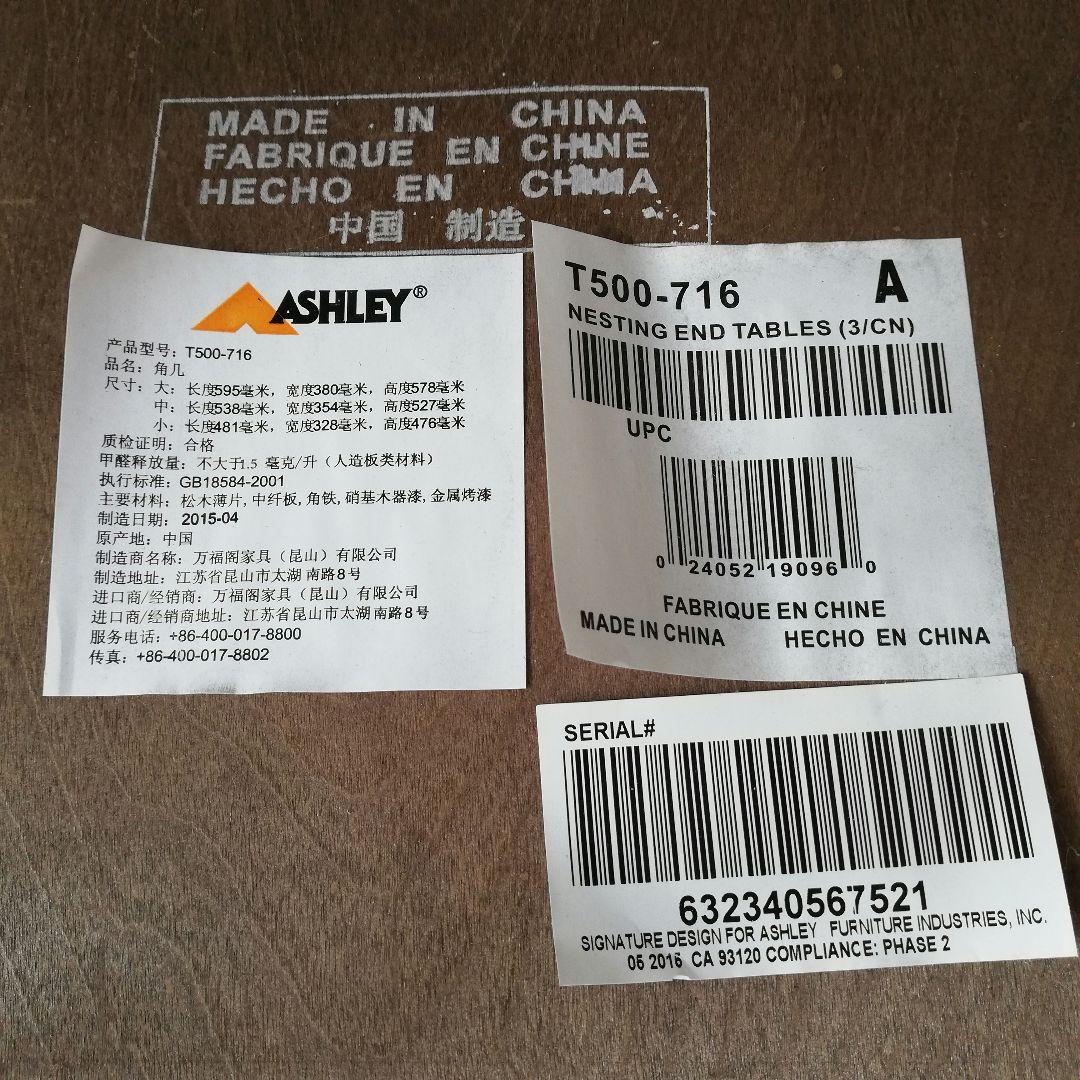 MADE IN CHINA
FABRIQUE EN CHINE
HECHO EN CHINA
中国 制造
ASHLEY®
产品型号：T500-716
品名：角几
尺寸：大：长度595毫米，宽度380毫米，高度578毫米
中：长度538毫米，宽度354毫米，高度527毫米
小：长度481毫米，宽度328毫米，高度476毫米
质检证明：合格
甲醛释放量：不大于1.5 毫克/升（人造板类材料）
执行标准：GB18584-2001
主要材料：松木薄片,中纤板,角铁,硝基木器漆,金属烤漆
制造日期：2015-04
原产地：中国
制造商名称：万福阁家具（昆山）有限公司
制造地址：江苏省昆山市太湖 南路8号
进口商/经销商：万福阁家具（昆山）有限公司
进口商/经销商地址：江苏省昆山市太湖南路8号
服务电话：+86-400-017-8800
传真：+86-400-017-8802
T500-716 A
NESTING END TABLES (3/CN)
UPC
0 24052 19096 0
FABRIQUE EN CHINE
MADE IN CHINA HECHO EN CHINA
SERIAL#
632340567521
SIGNATURE DESIGN FOR ASHLEY FURNITURE INDUSTRIES, INC.
05 2015 CA 93120 COMPLIANCE: PHASE 2